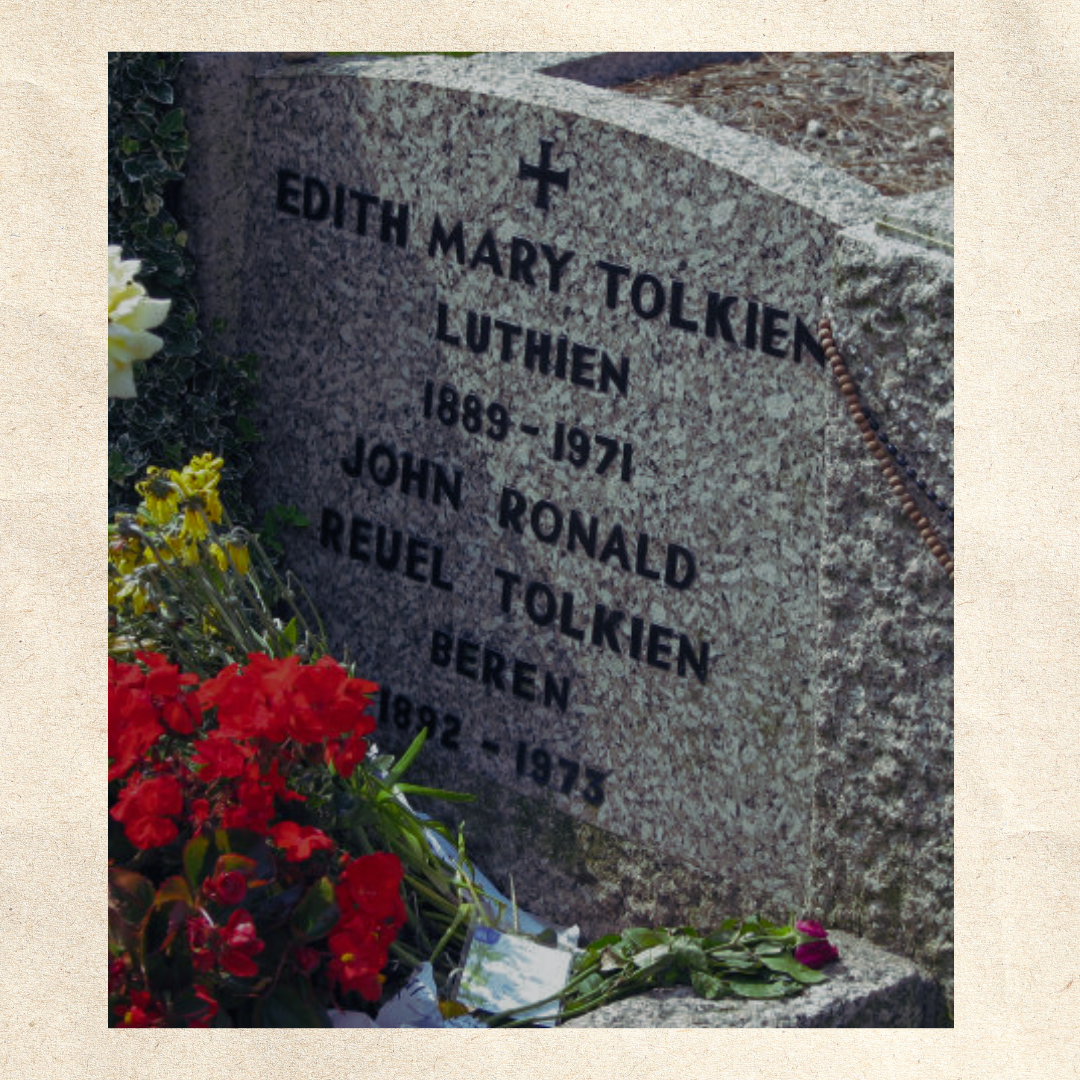 EDITH MARY TOLKIEN
LUTHIEN
1889 - 1971
JOHN RONALD
REUEL TOLKIEN
BEREN
1892 - 1973